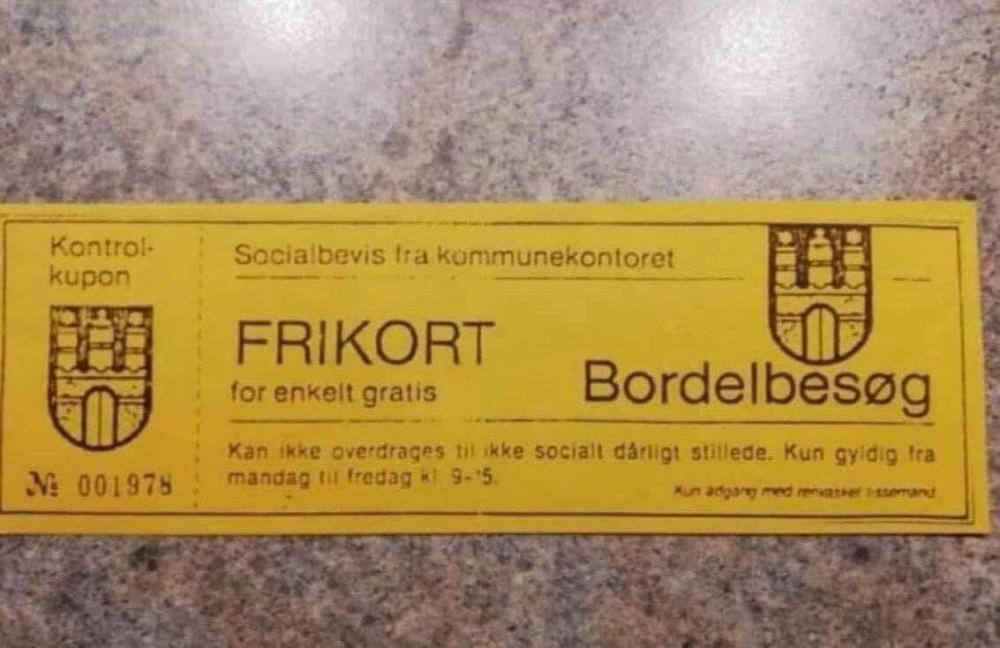 Kontrol-
kupon
№ 001978
Socialbevis fra kommunekontoret
FRIKORT
for enkelt gratis
Bordelbesøg
Kan ikke overdrages til ikke socialt dårligt stillede. Kun gyldig fra
mandag til fredag kl 9-15.
Kun adgang med renvasket tissemand